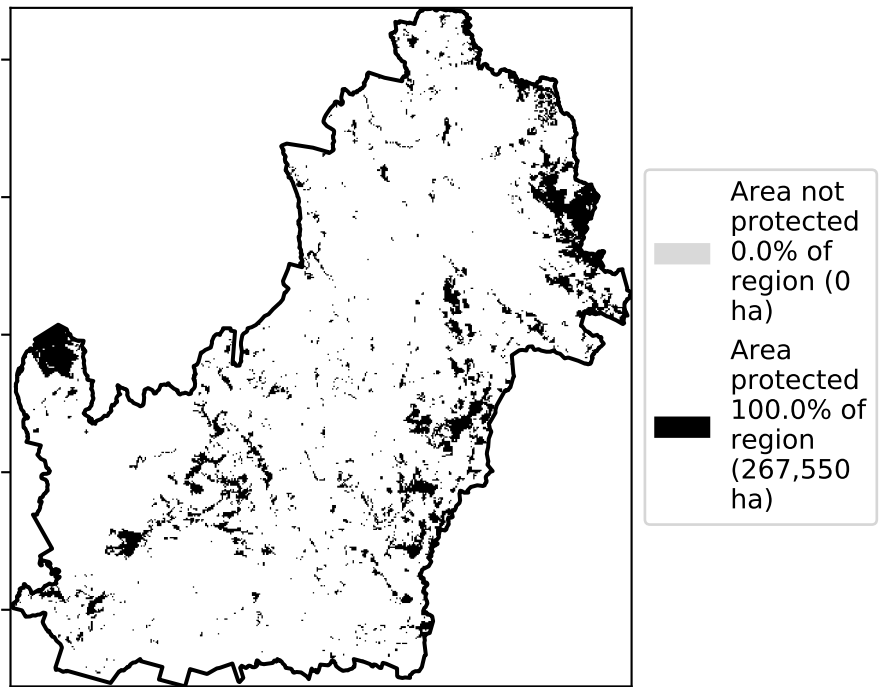 Area not
protected
0.0% of
region (0
ha)
Area
protected
100.0% of
region
(267,550
ha)